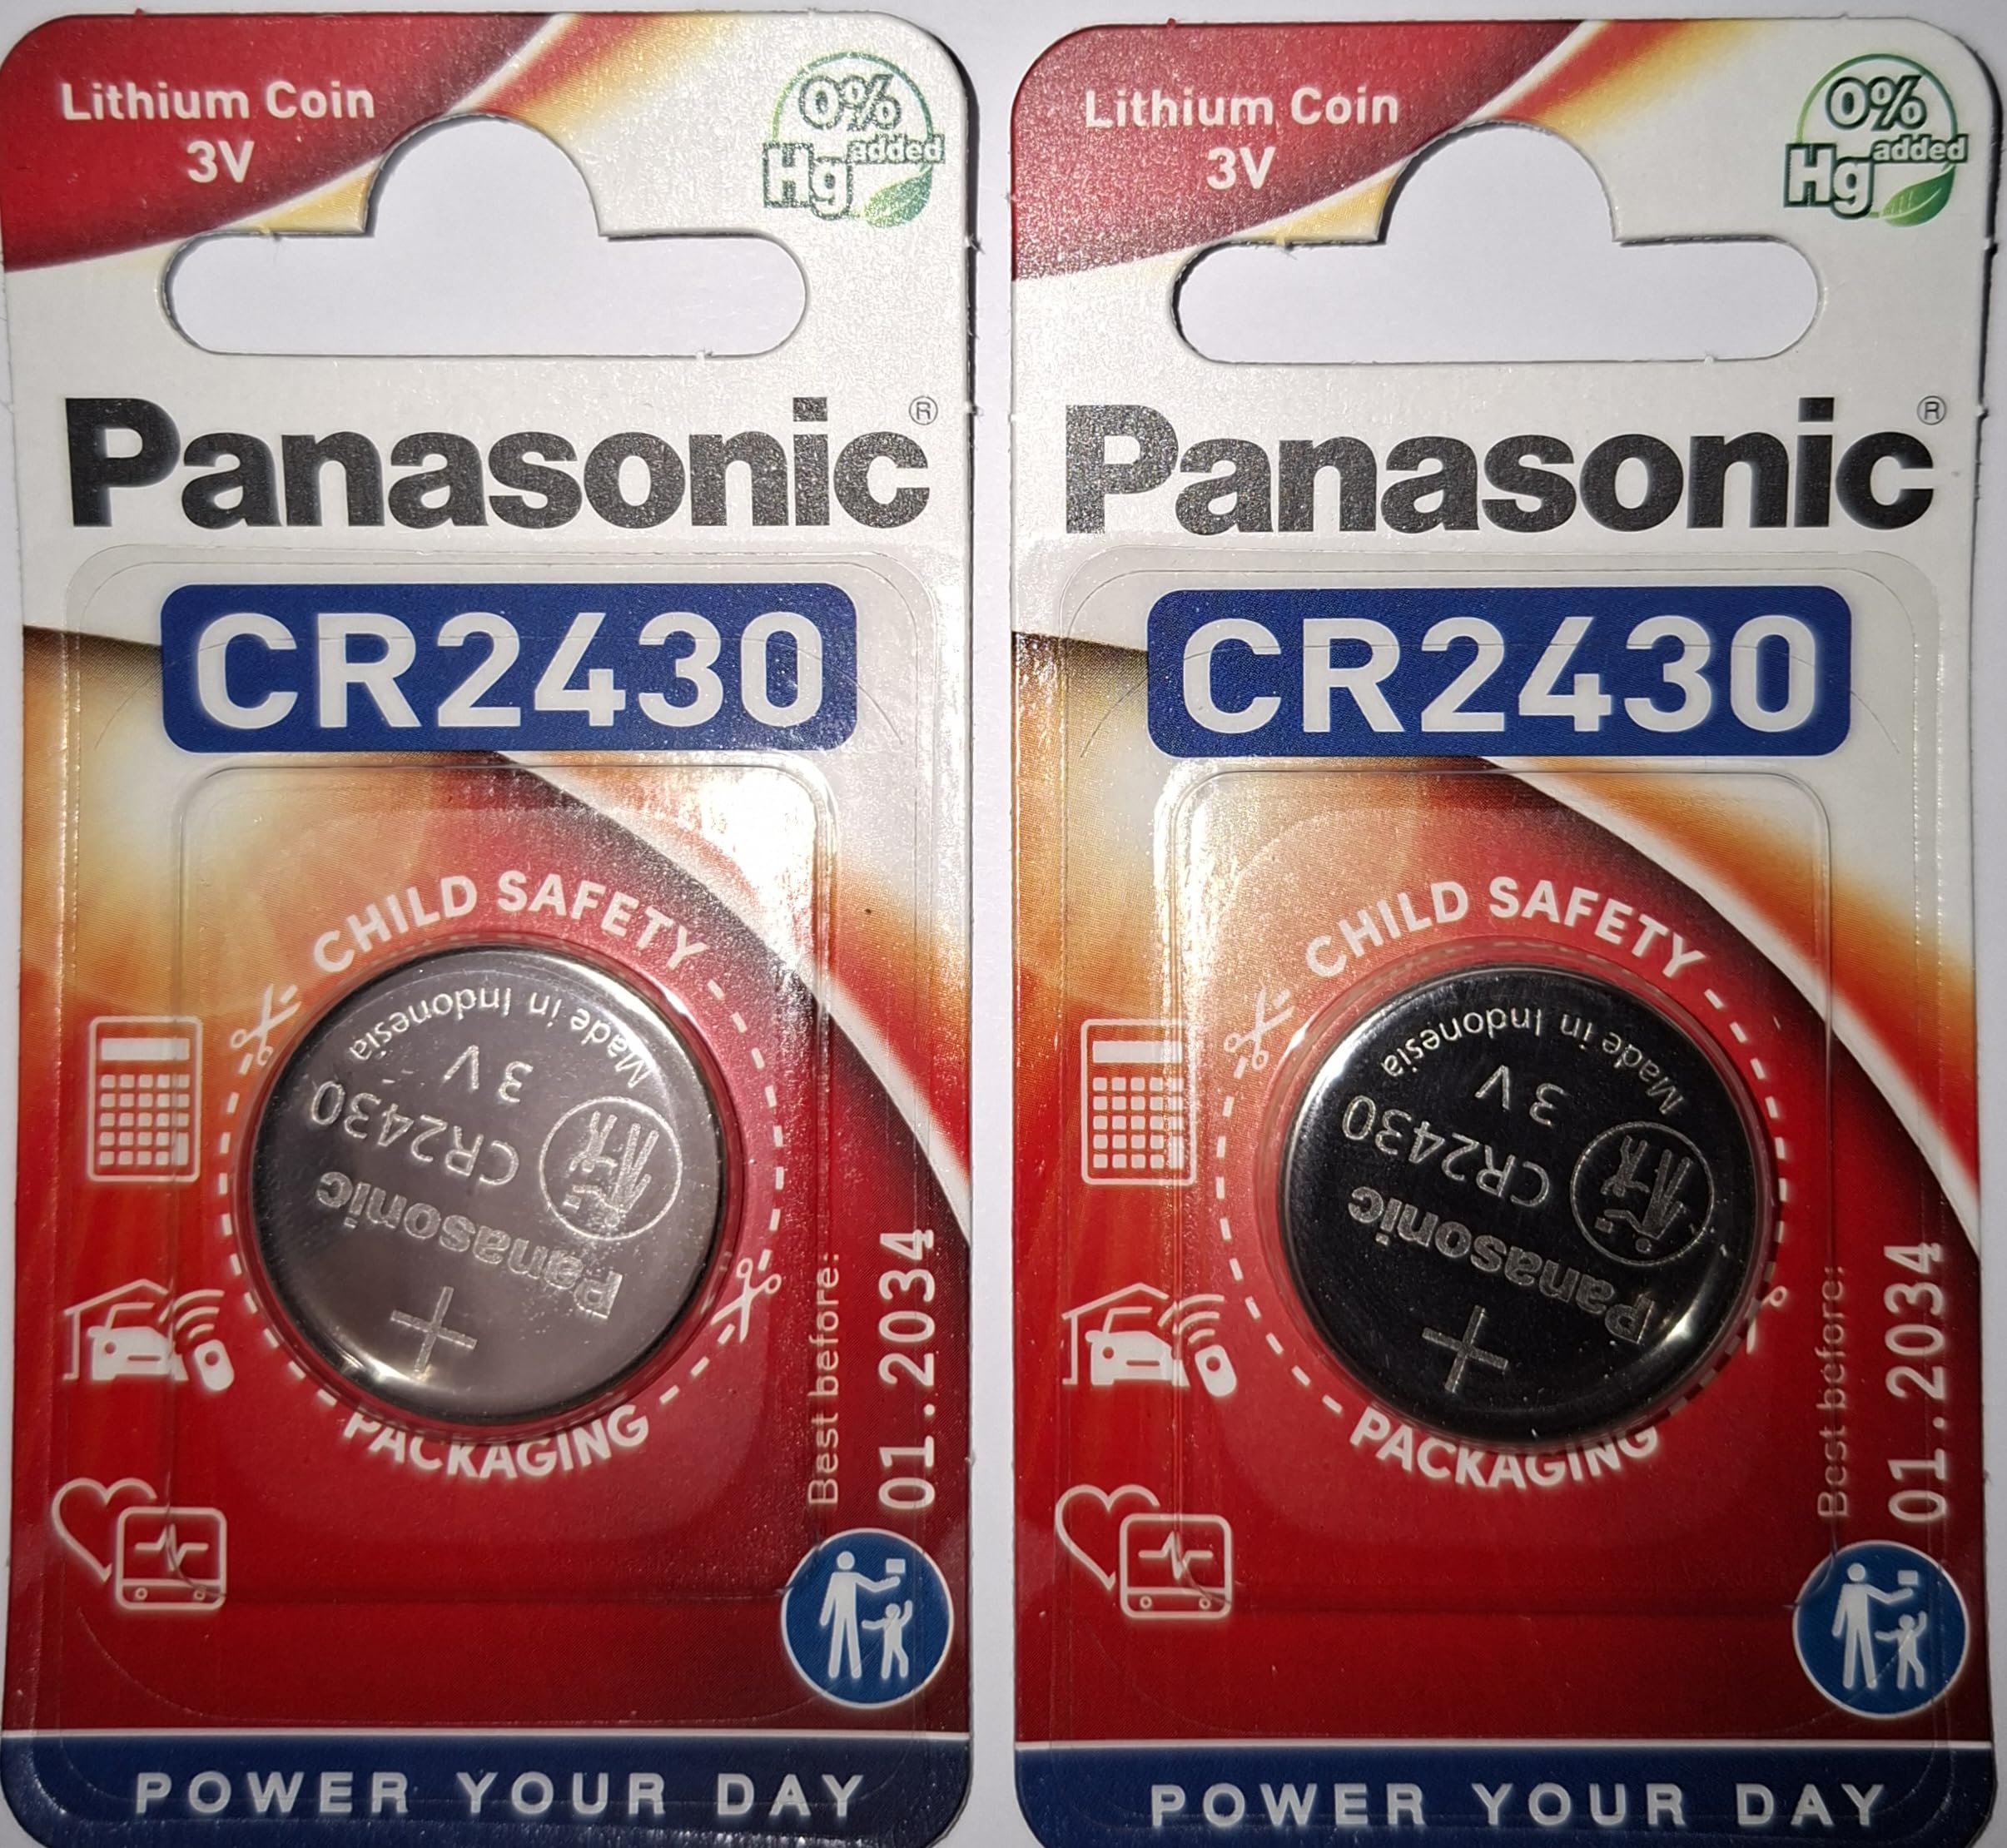 Lithium Coin
3V
0%
Hg added
Panasonic®
CR2430
CHILD SAFETY
Made in Indonesia
3V
CR2430
Panasonic
+
PACKAGING
Best before:
01.2034
POWER YOUR DAY
Lithium Coin
3V
0%
Hg added
Panasonic®
CR2430
CHILD SAFETY
Made in Indonesia
3V
CR2430
Panasonic
+
PACKAGING
Best before:
01.2034
POWER YOUR DAY